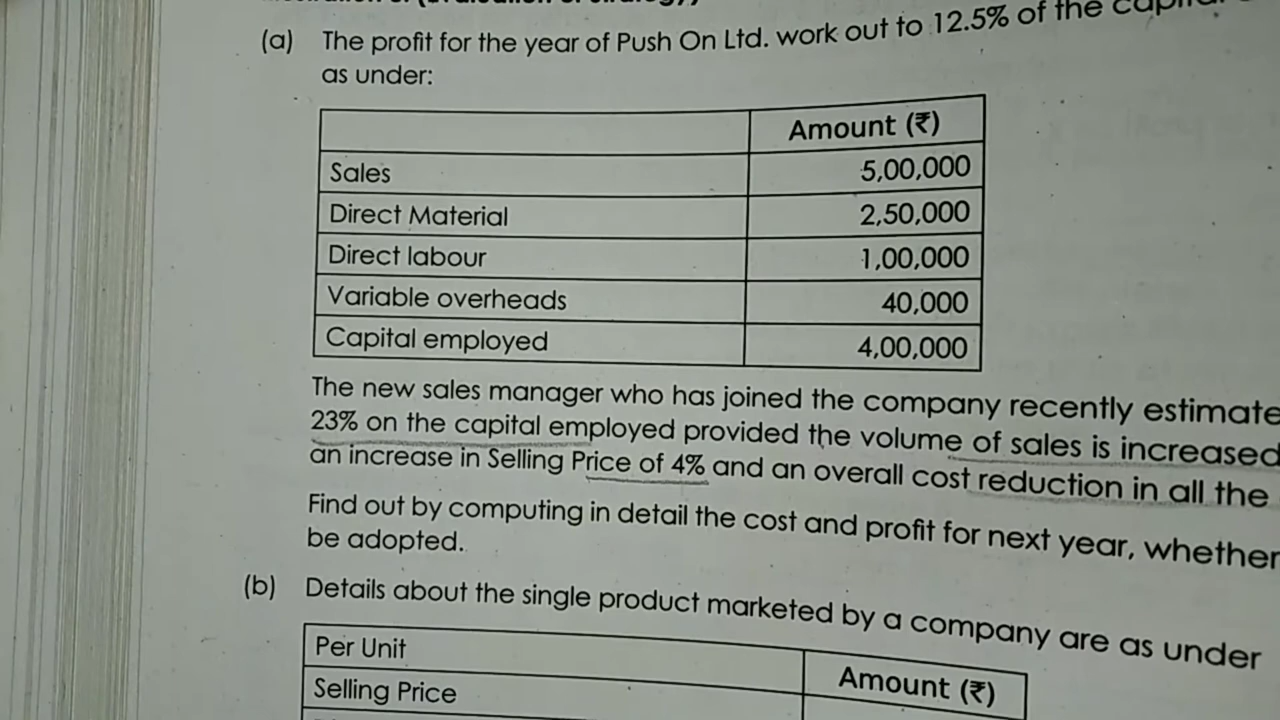 (a) The profit for the year of Push On Ltd. work out to 12.5% of the
as under:
Amount (₹)
Sales 5,00,000
Direct Material 2,50,000
Direct labour 1,00,000
Variable overheads 40,000
Capital employed 4,00,000
The new sales manager who has joined the company recently estimate
23% on the capital employed provided the volume of sales is increased
an increase in Selling Price of 4% and an overall cost reduction in all the
Find out by computing in detail the cost and profit for next year, whether
be adopted.
(b) Details about the single product marketed by a company are as under
Per Unit Amount (₹)
Selling Price